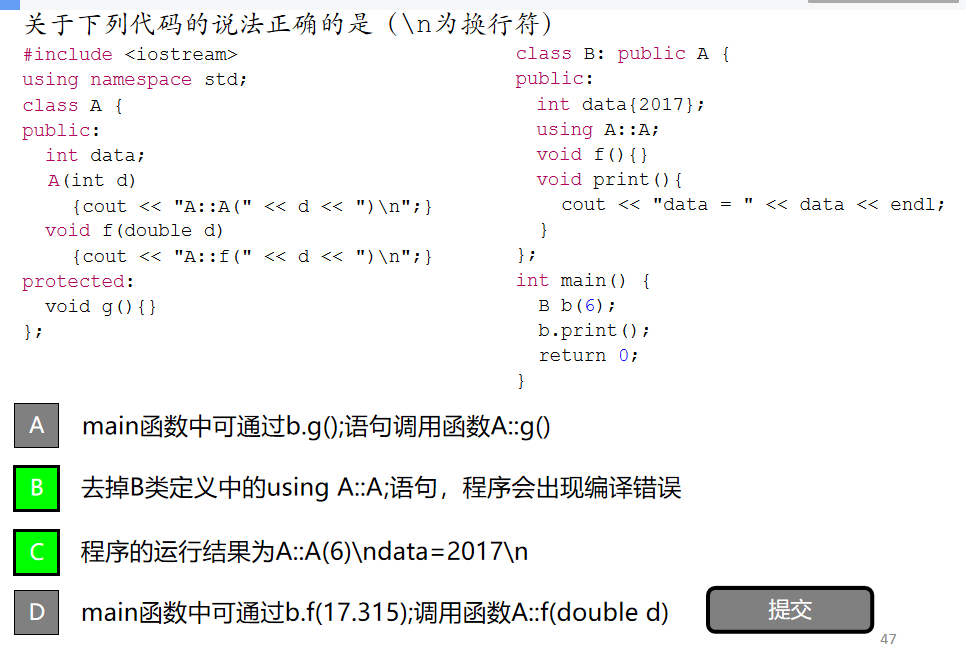 关于下列代码的说法正确的是（\n为换行符）
#include <iostream>
using namespace std;
class A {
public:
int data;
A(int d)
{cout << "A::A(" << d << ")\n";}
void f(double d)
{cout << "A::f(" << d << ")\n";}
protected:
void g(){}
};
class B: public A {
public:
int data{2017};
using A::A;
void f(){}
void print(){
cout << "data = " << data << endl;
}
};
int main() {
B b(6);
b.print();
return 0;
}
A main函数中可通过b.g();语句调用函数A::g()
B 去掉B类定义中的using A::A;语句，程序会出现编译错误
C 程序的运行结果为A::A(6)\ndata=2017\n
D main函数中可通过b.f(17.315);调用函数A::f(double d)
提交
47